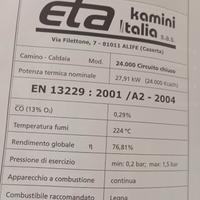 eta kamini
italia s.a.s.
Via Filettone, 7 - 81011 ALIFE (Caserta)
Camino - Caldaia Mod. 24.000 Circuito chiuso
Potenza termica nominale 27,91 kW (24.000 Kcal/h)
EN 13229 : 2001 /A2 - 2004
CO (13% O₂) 0,29%
Temperatura fumi 224 °C
Rendimento globale η 76,81%
Pressione di esercizio min: 0,2 bar; max: 1,5 bar
Apparecchio a combustione continua
Combustibile raccomandato Legna